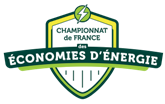 CHAMPIONNAT
DE FRANCE
des
ÉCONOMIES D'ÉNERGIE